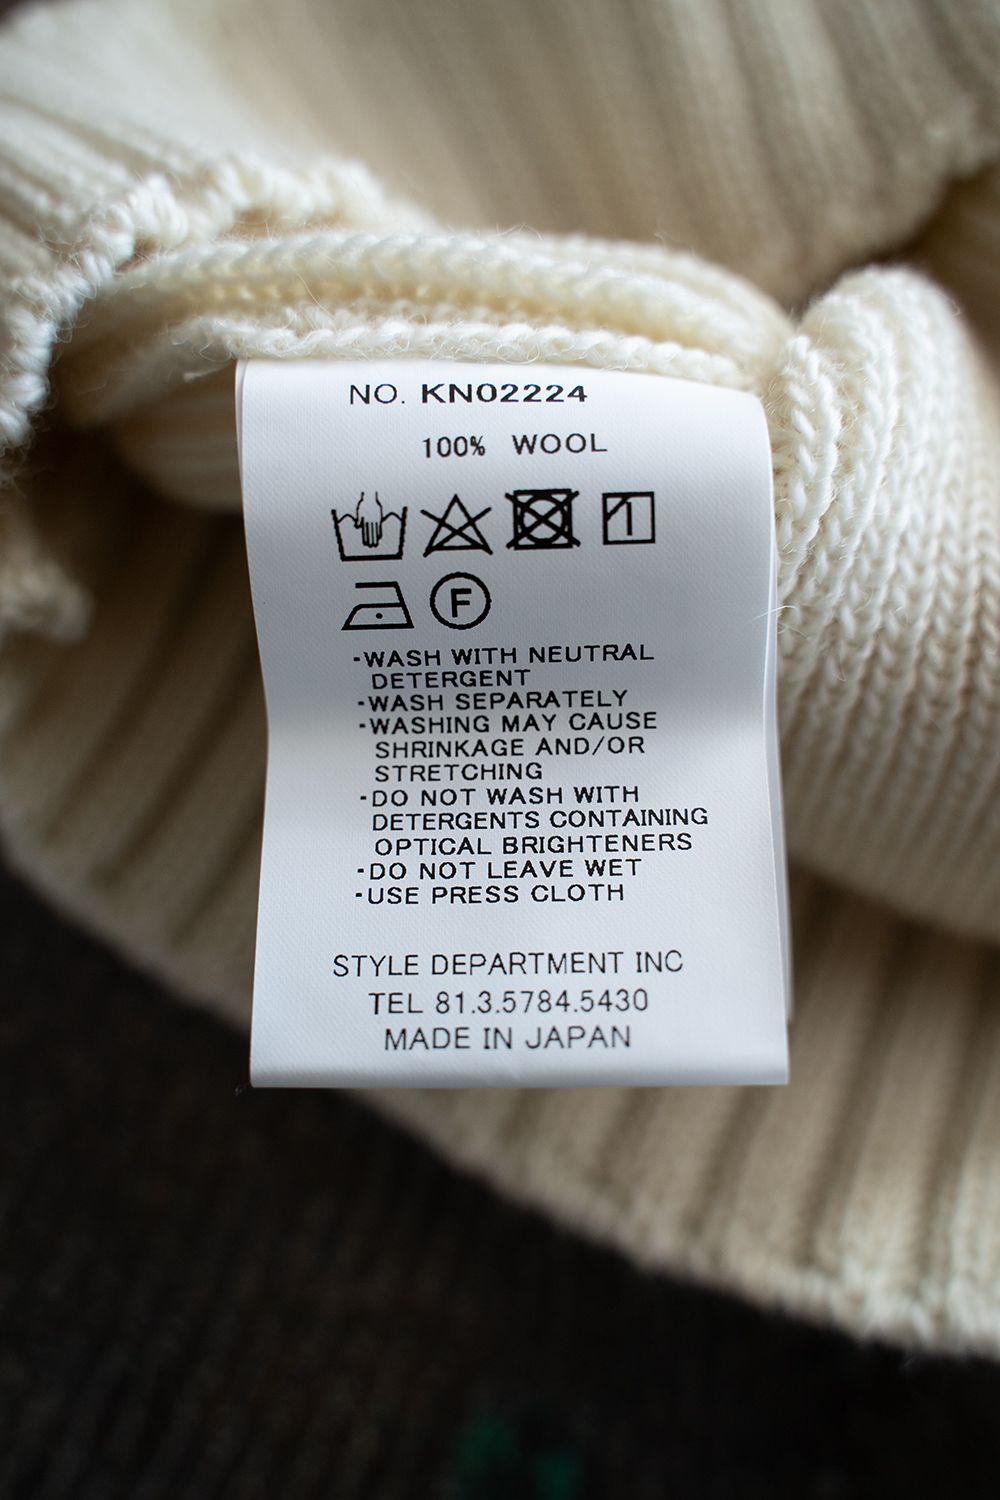 NO. KN02224
100% WOOL
F
-WASH WITH NEUTRAL
DETERGENT
-WASH SEPARATELY
-WASHING MAY CAUSE
SHRINKAGE AND/OR
STRETCHING
-DO NOT WASH WITH
DETERGENTS CONTAINING
OPTICAL BRIGHTENERS
-DO NOT LEAVE WET
-USE PRESS CLOTH
STYLE DEPARTMENT INC
TEL 81.3.5784.5430
MADE IN JAPAN